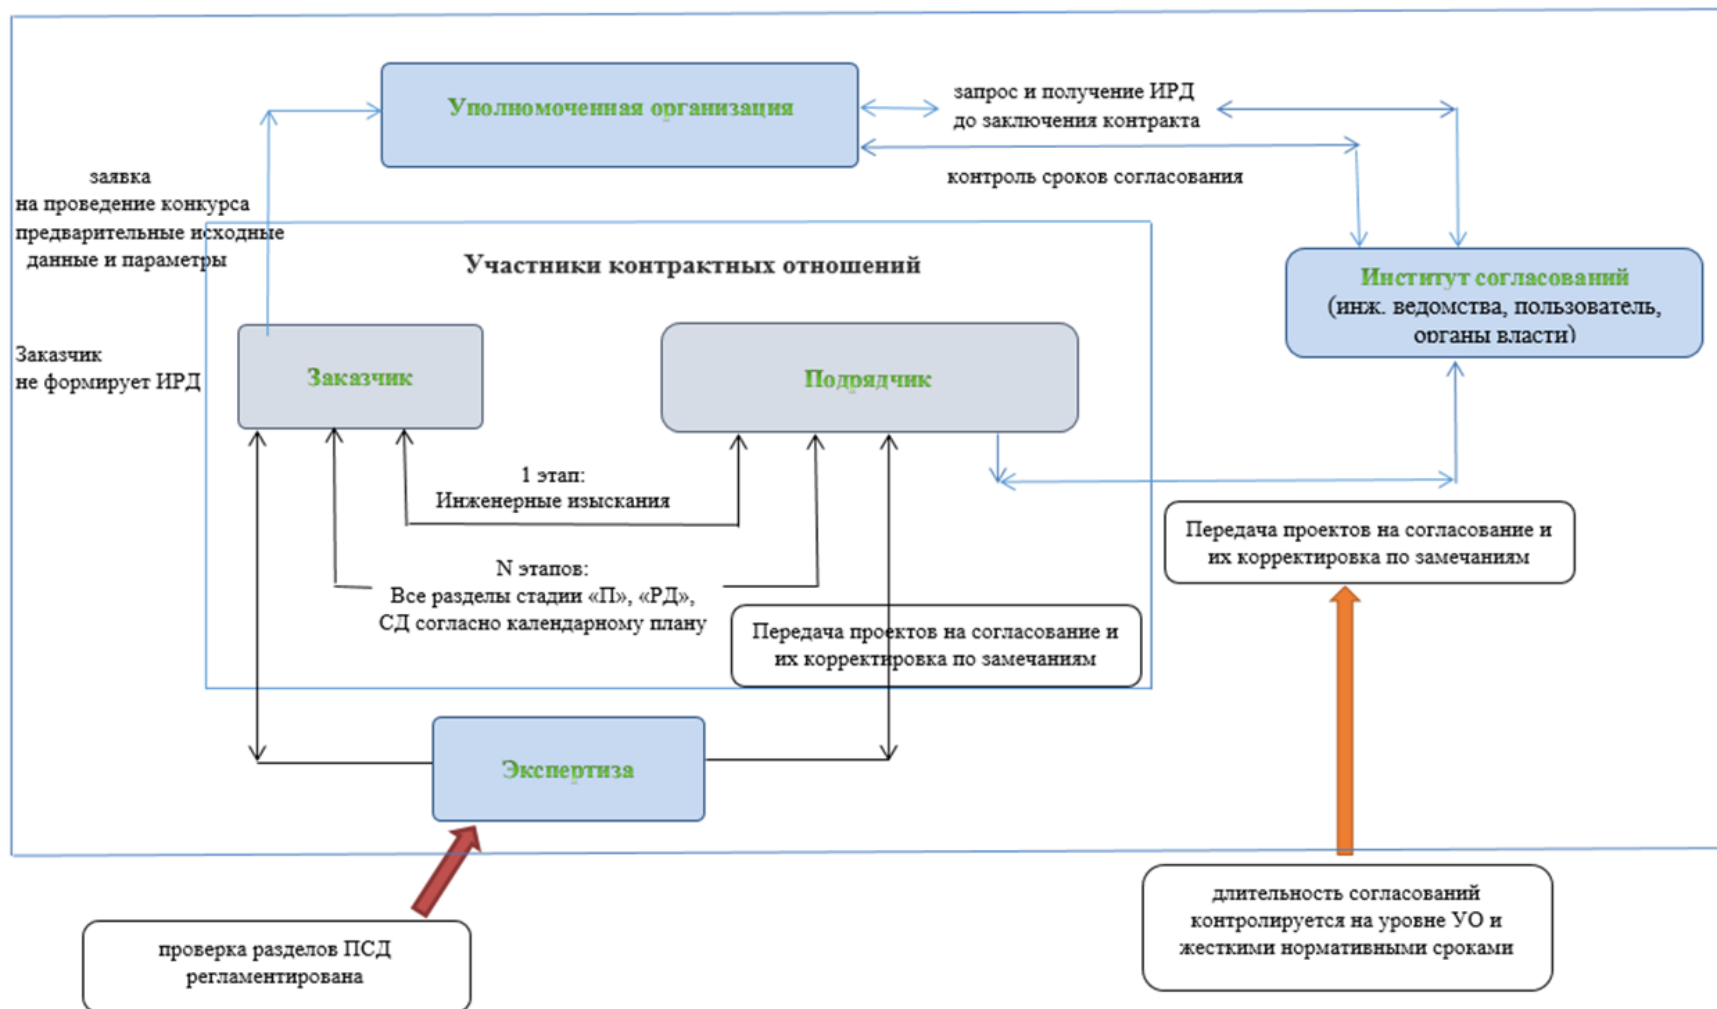 Уполномоченная организация
запрос и получение ИРД
до заключения контракта
контроль сроков согласования
заявка
на проведение конкурса
предварительные исходные
данные и параметры
Участники контрактных отношений
Институт согласований
(инж. ведомства, пользователь,
органы власти)
Заказчик
не формирует ИРД
Заказчик
Подрядчик
1 этап:
Инженерные изыскания
N этапов:
Все разделы стадии «П», «РД»,
СД согласно календарному плану
Передача проектов на согласование и
их корректировка по замечаниям
Передача проектов на согласование и
их корректировка по замечаниям
Экспертиза
проверка разделов ПСД
регламентирована
длительность согласований
контролируется на уровне УО и
жесткими нормативными сроками